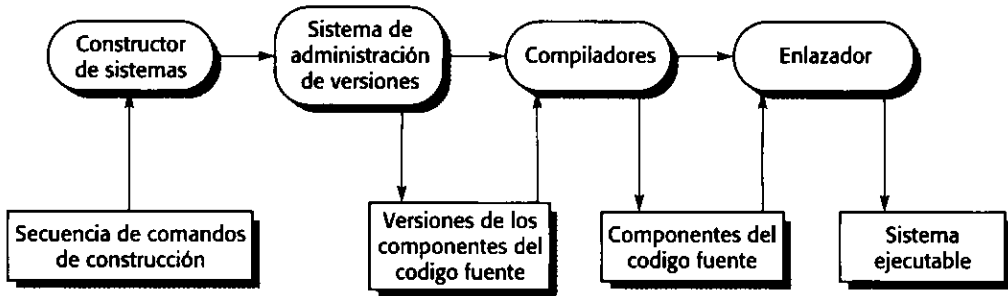 Constructor
de sistemas
Sistema de
administración
de versiones
Compiladores
Enlazador
Secuencia de comandos
de construcción
Versiones de los
componentes del
codigo fuente
Componentes del
codigo fuente
Sistema
ejecutable